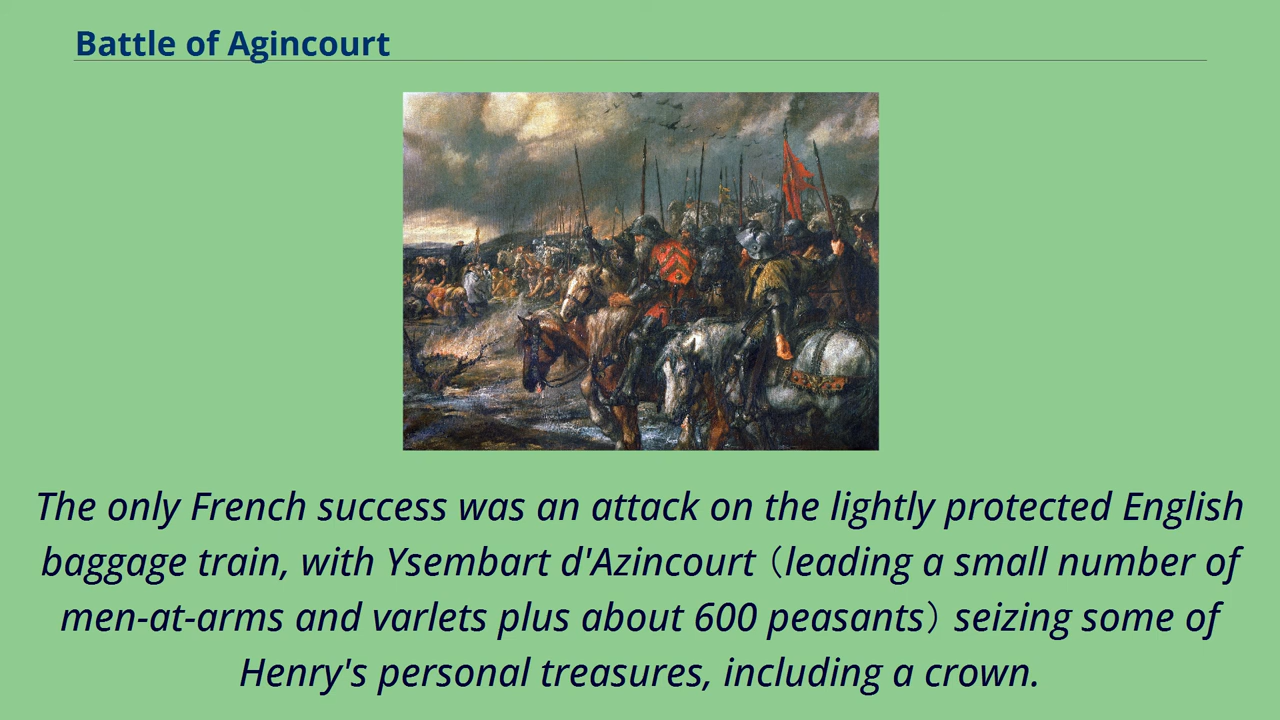 Battle of Agincourt
The only French success was an attack on the lightly protected English
baggage train, with Ysembart d'Azincourt（leading a small number of
men-at-arms and varlets plus about 600 peasants）seizing some of
Henry's personal treasures, including a crown.